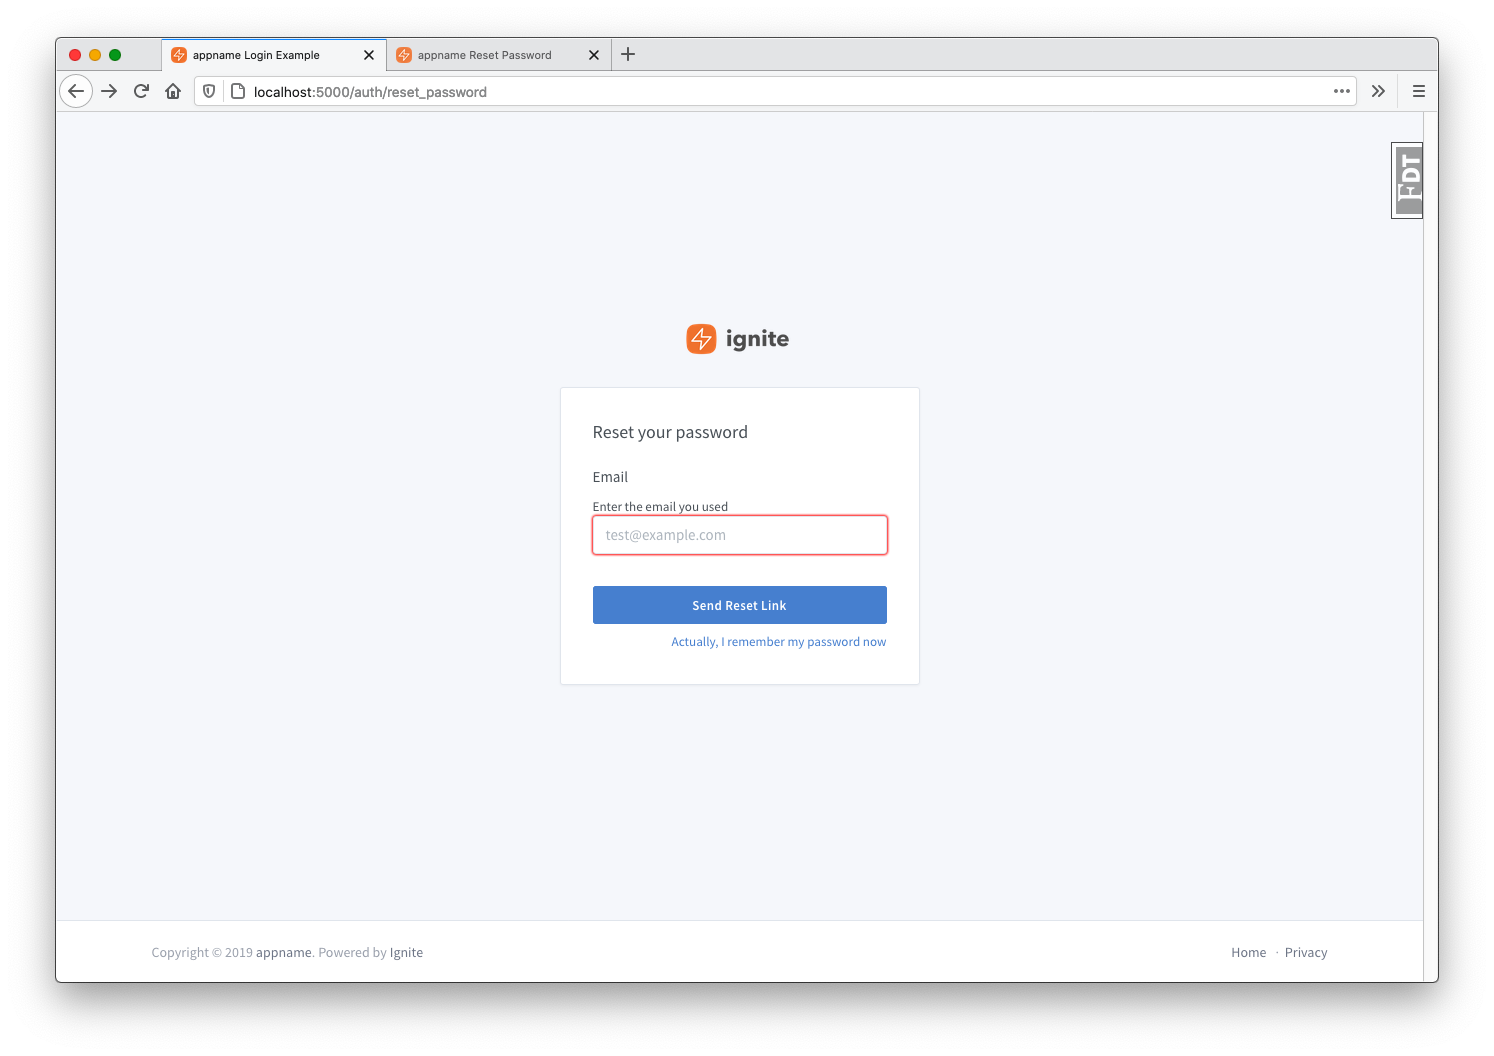 appname Login Example
appname Reset Password
localhost:5000/auth/reset_password
FDT
ignite
Reset your password
Email
Enter the email you used
test@example.com
Send Reset Link
Actually, I remember my password now
Copyright © 2019 appname. Powered by Ignite
Home · Privacy